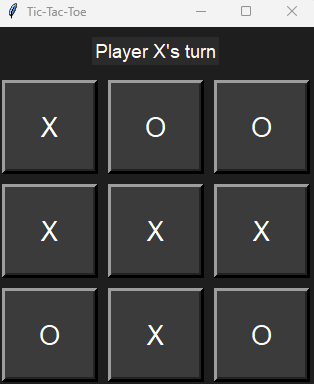 Tic-Tac-Toe
Player X's turn
X O O
X X X
O X O